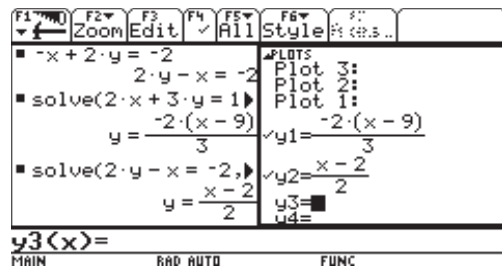 F1 F2 F3 F4 F5 F6
Zoom Edit ✓ All Style
▪ -x + 2·y = -2
2·y - x = -2
▪ solve(2·x + 3·y = 1▶
y = -2·(x - 9)/3
▪ solve(2·y - x = -2,▶
y = x - 2/2
▲PLOTS
Plot 3:
Plot 2:
Plot 1:
✓y1= -2·(x - 9)/3
✓y2= x - 2/2
y3=
y4=
y3(x)=
MAIN RAD AUTO FUNC